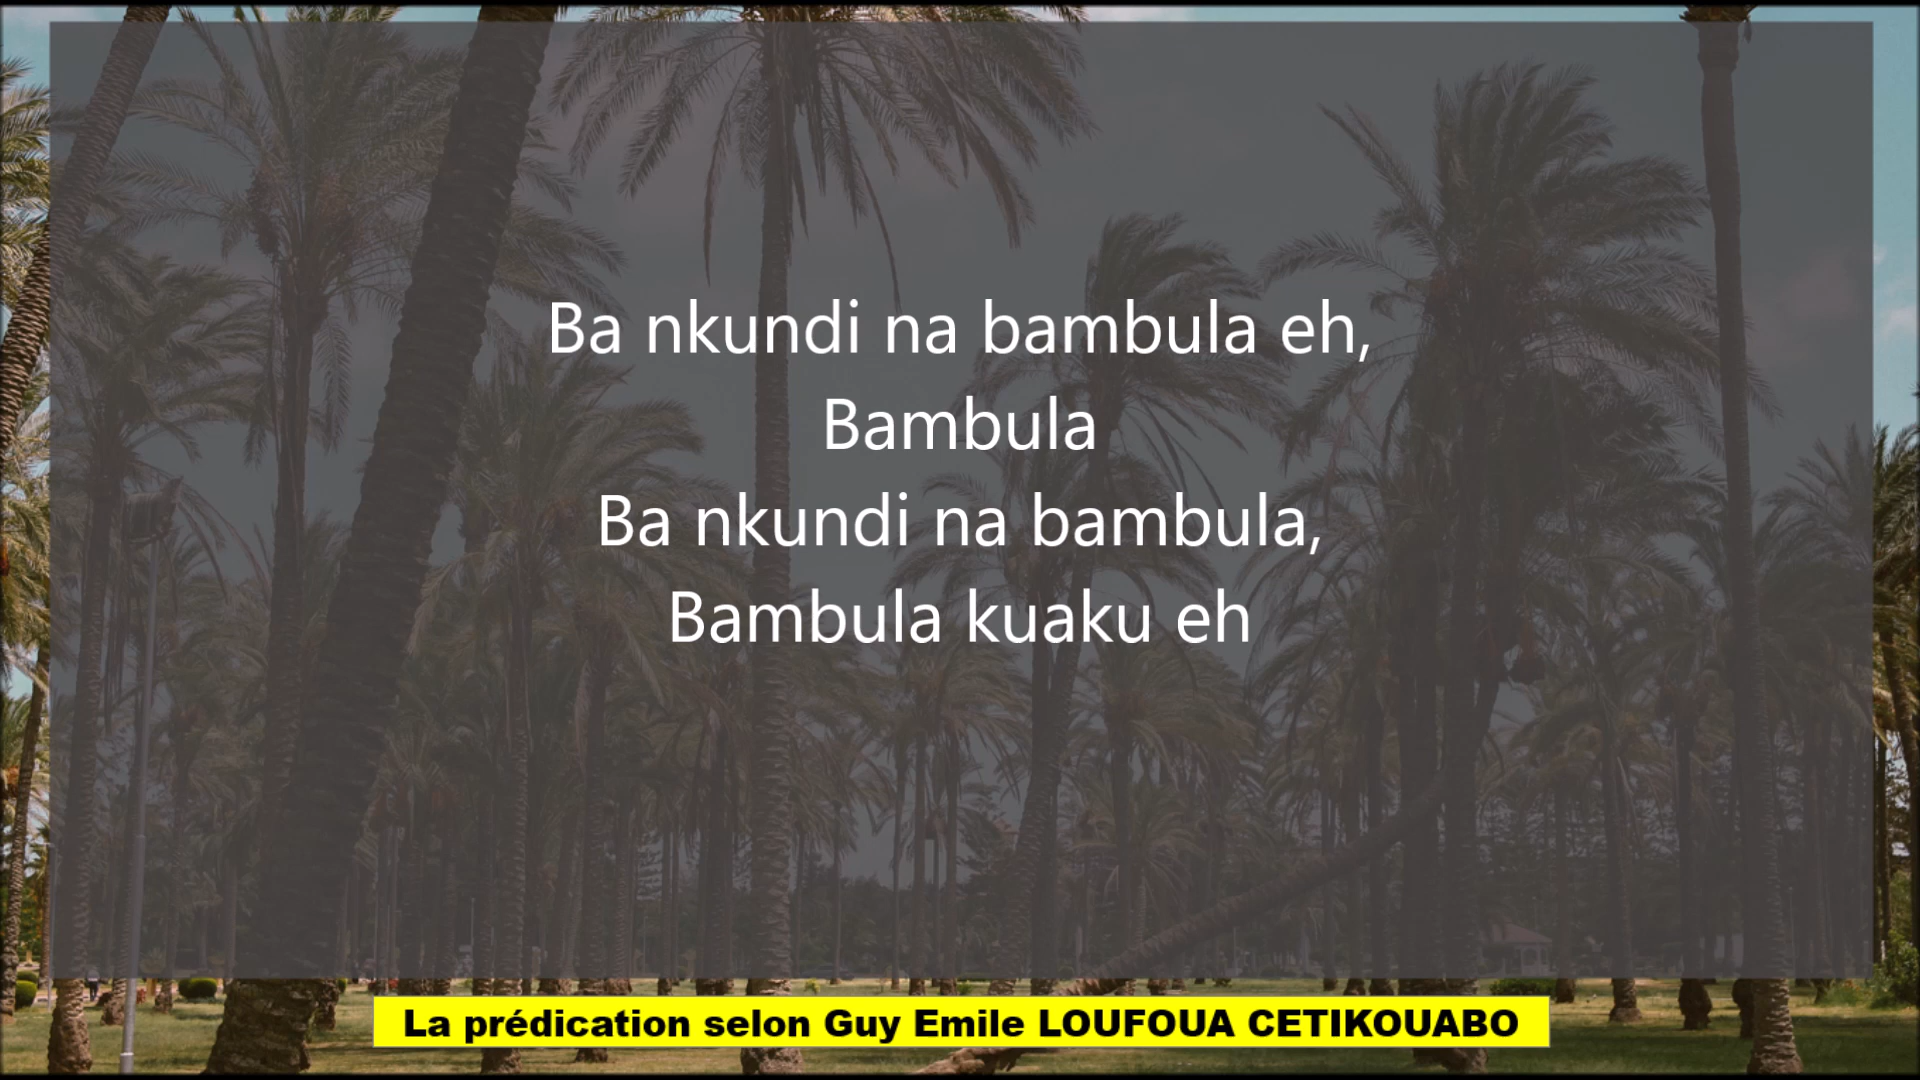 Ba nkundi na bambula eh,
Bambula
Ba nkundi na bambula,
Bambula kuaku eh
La prédication selon Guy Emile LOUFOUA CETIKOUABO